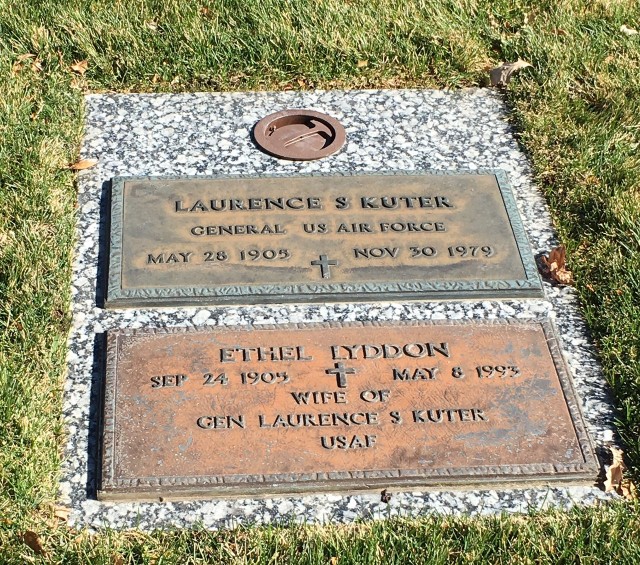 LAURENCE S KUTER
GENERAL US AIR FORCE
MAY 28 1905 NOV 30 1979
ETHEL LYDDON
SEP 24 1905 MAY 8 1993
WIFE OF
GEN LAURENCE S KUTER
USAF